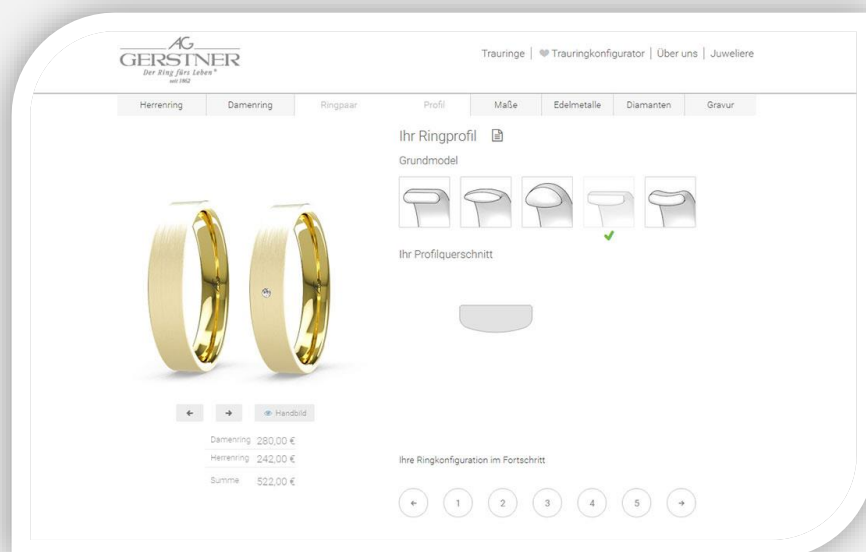 AG
GERSTNER
Der Ring fürs Leben®
seit 1862
Trauringe | Trauringkonfigurator | Über uns | Juweliere
Herrenring Damenring Ringpaar Profil Maße Edelmetalle Diamanten Gravur
Ihr Ringprofil
Grundmodel
Ihr Profilquerschnitt
Handbild
Damenring 280,00 €
Herrenring 242,00 €
Summe 522,00 €
Ihre Ringkonfiguration im Fortschritt
1 2 3 4 5